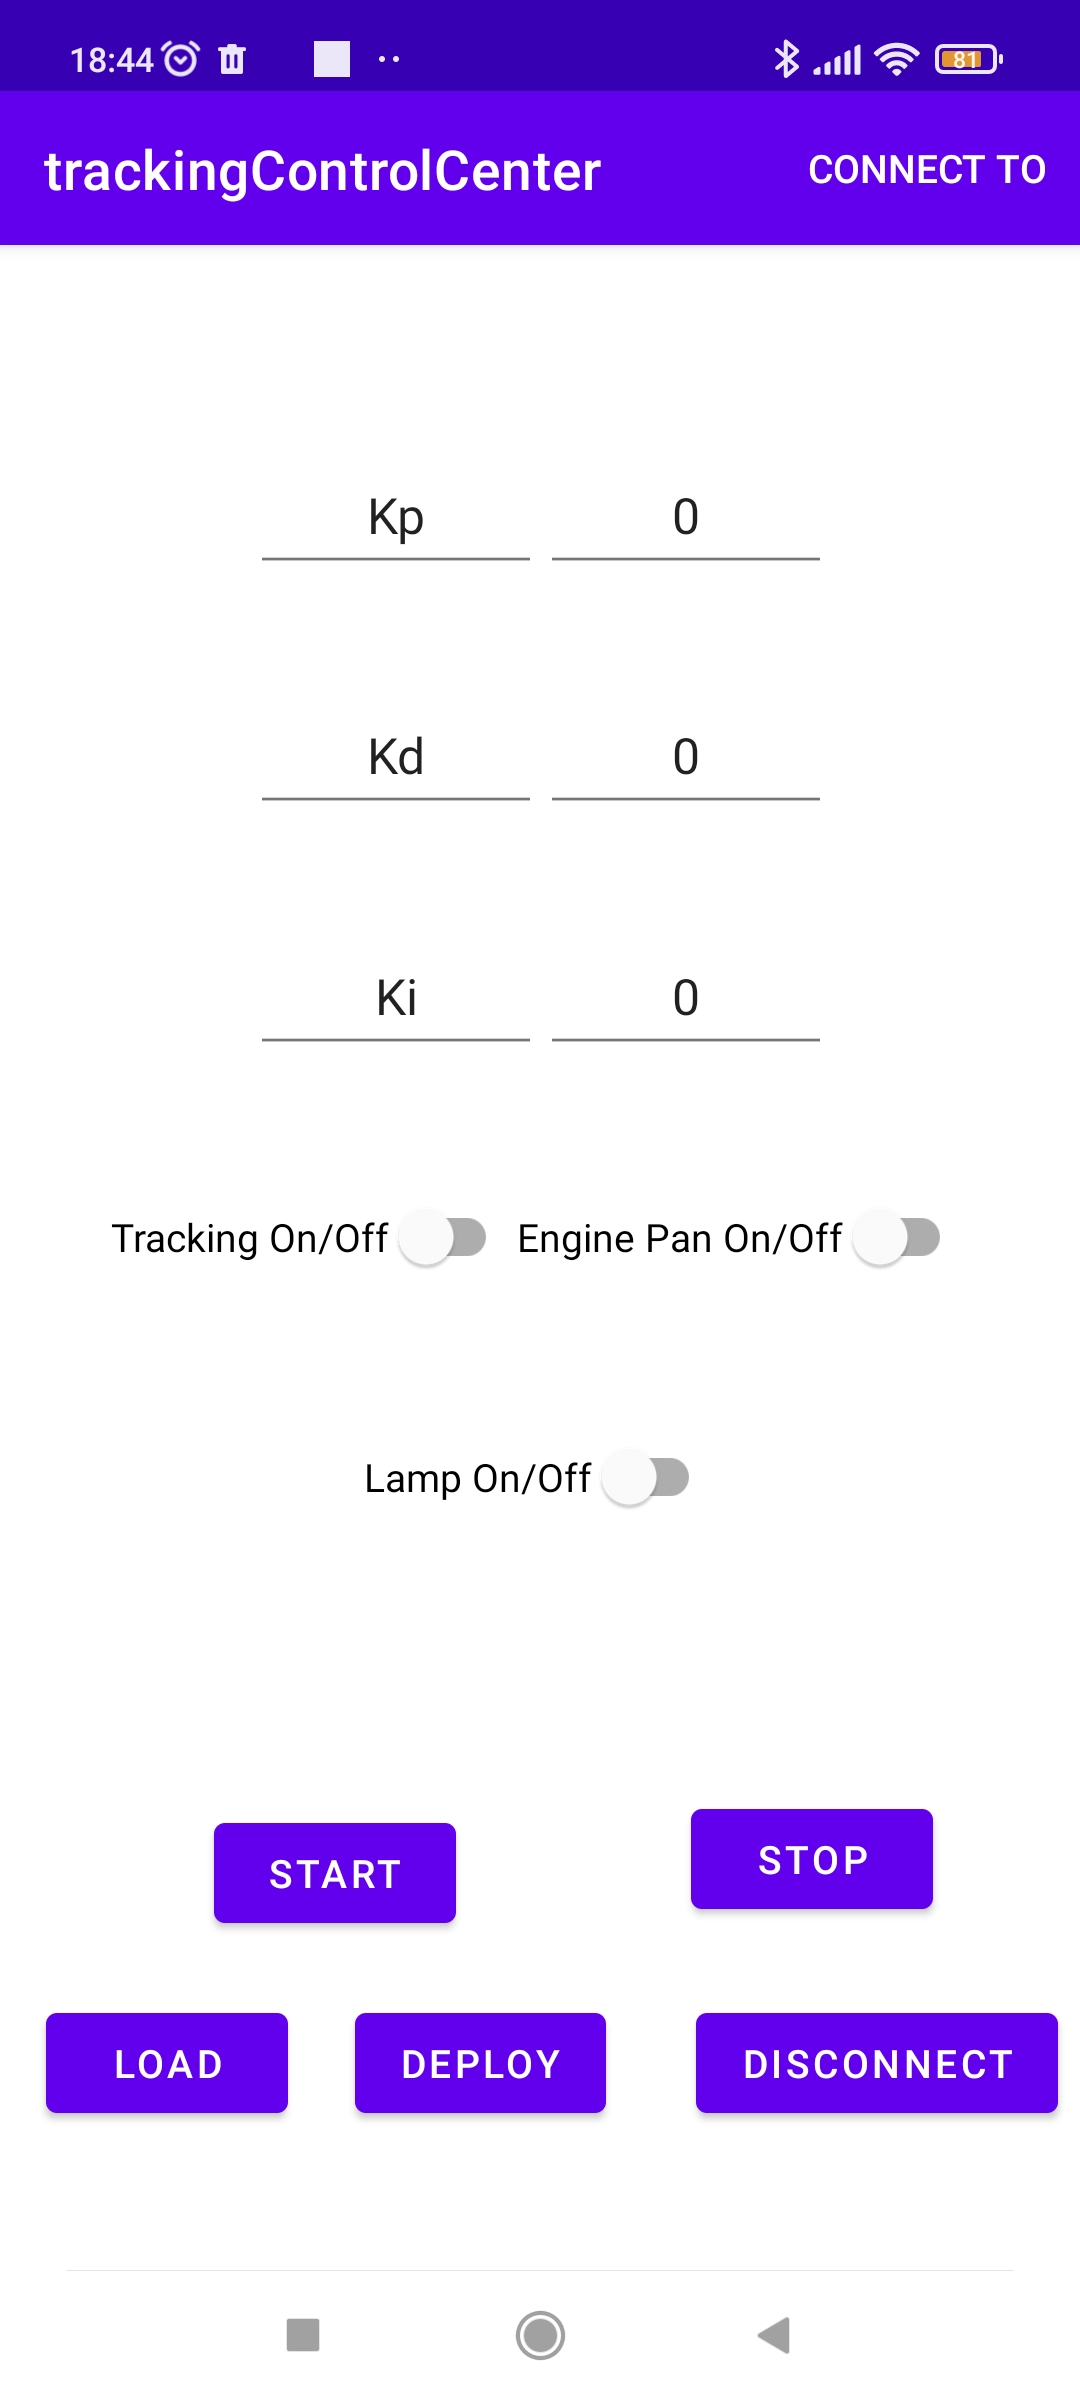 18:44 81
trackingControlCenter CONNECT TO
Kp 0
Kd 0
Ki 0
Tracking On/Off Engine Pan On/Off
Lamp On/Off
START STOP
LOAD DEPLOY DISCONNECT